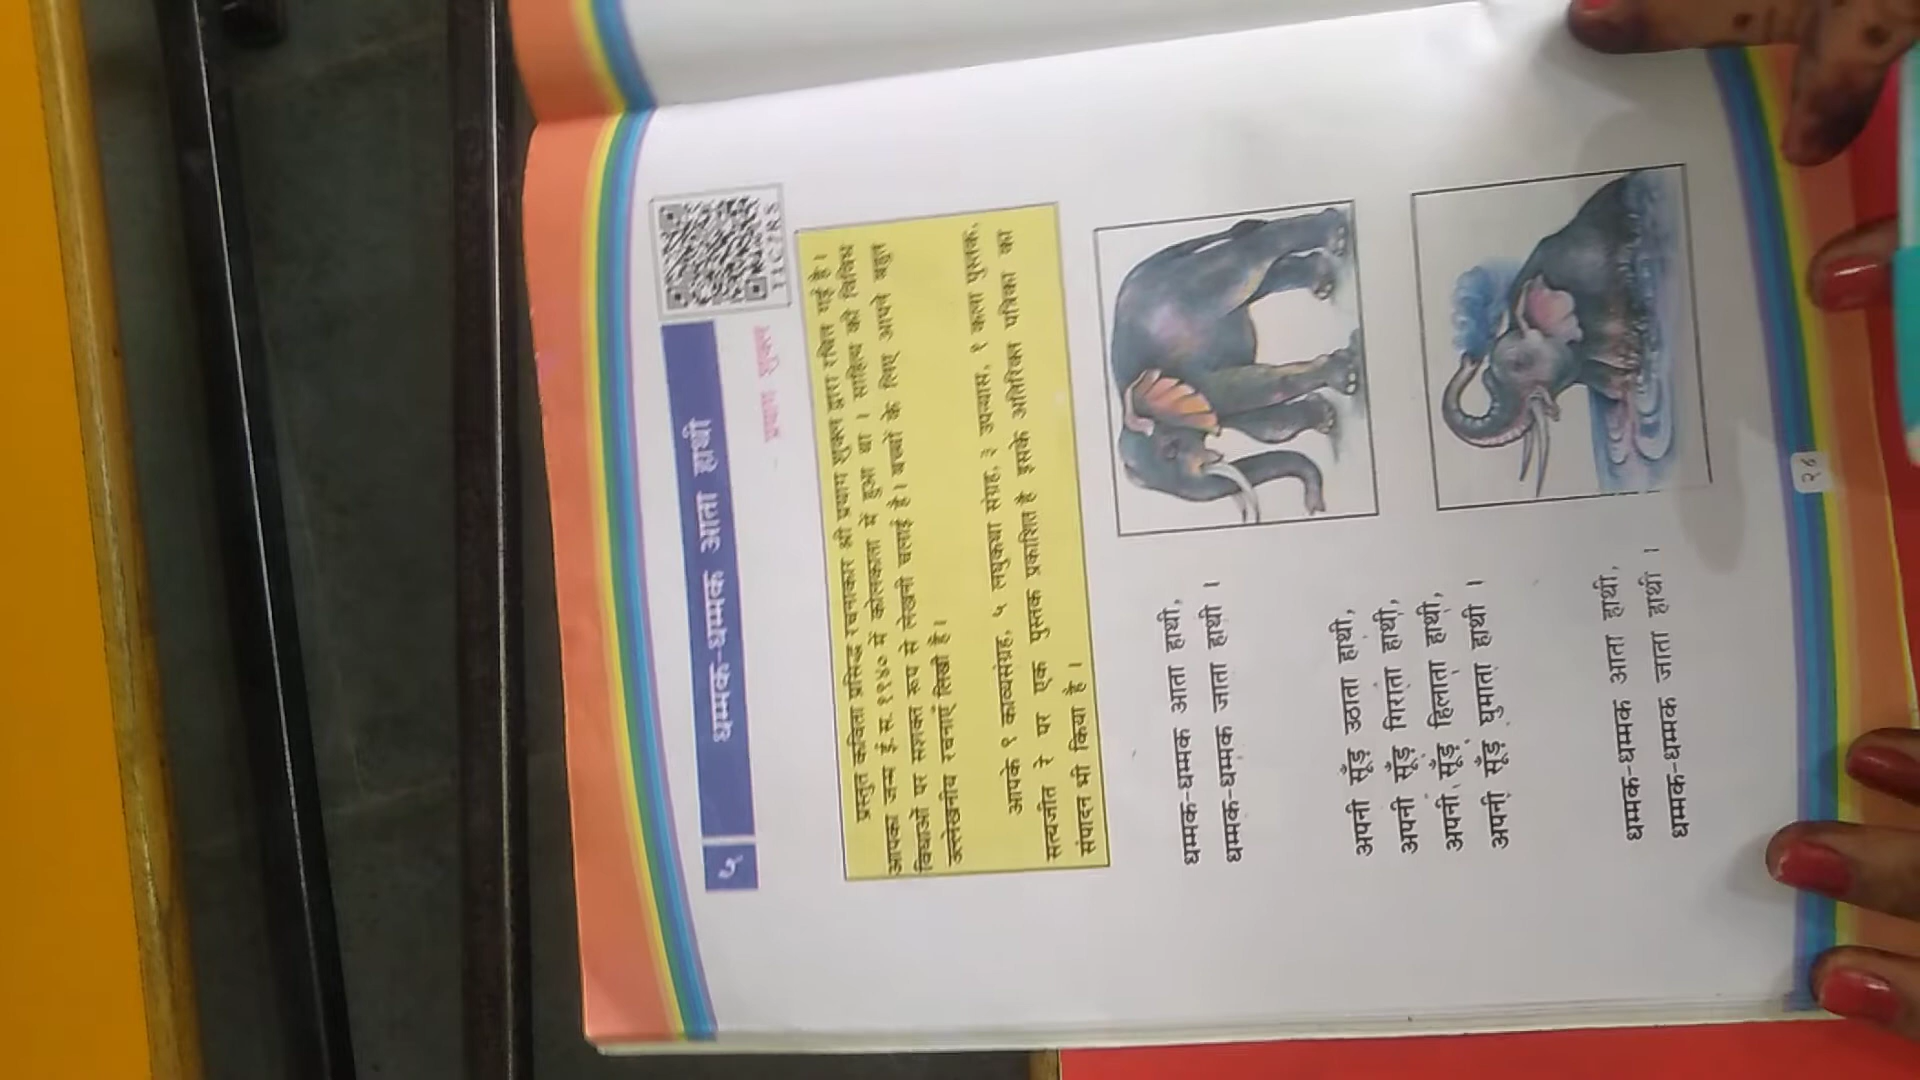 ५ धम्मक-धम्मक आता हाथी
प्रयाग शुक्ल
प्रस्तुत कविता प्रसिद्ध रचनाकार श्री प्रयाग शुक्ल द्वारा रचित गई है ।
आपका जन्म ई.स. १९४० में कोलकाता में हुआ था । साहित्य की विविध
विधाओं पर सशक्त रूप से लेखनी चलाई है। बच्चों के लिए आपने बहुत
उल्लेखनीय रचनाएँ लिखी है।
आपके ९ काव्यसंग्रह, ५ लघुकथा संग्रह, ३ उपन्यास, १ कला पुस्तक,
सत्यजीत रे पर एक पुस्तक प्रकाशित है इसके अतिरिक्त पत्रिका का
संपादन भी किया है ।
धम्मक-धम्मक आता हाथी,
धम्मक-धम्मक जाता हाथी ।
अपनी सूँड़ उठाता हाथी,
अपनी सूँड़ गिराता हाथी,
अपनी सूँड़ हिलाता हाथी,
अपनी सूँड़ घुमाता हाथी ।
धम्मक-धम्मक आता हाथी,
धम्मक-धम्मक जाता हाथी ।